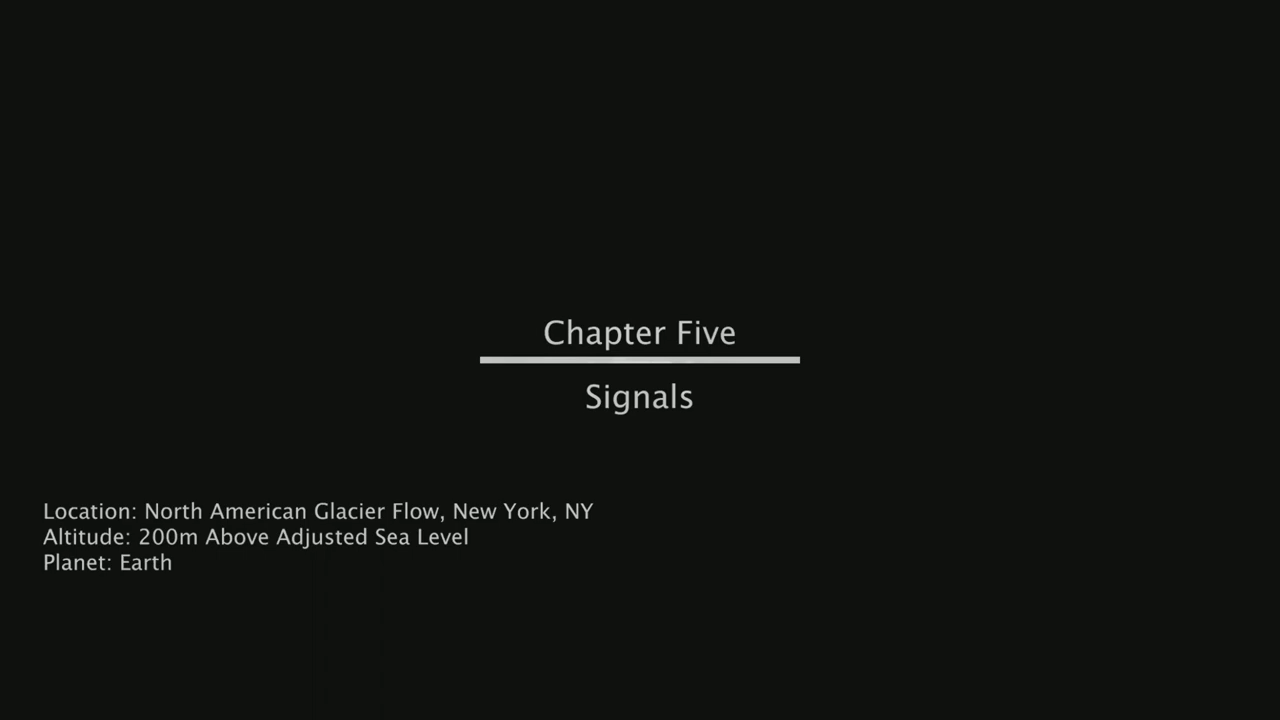 Chapter Five
Signals
Location: North American Glacier Flow, New York, NY
Altitude: 200m Above Adjusted Sea Level
Planet: Earth